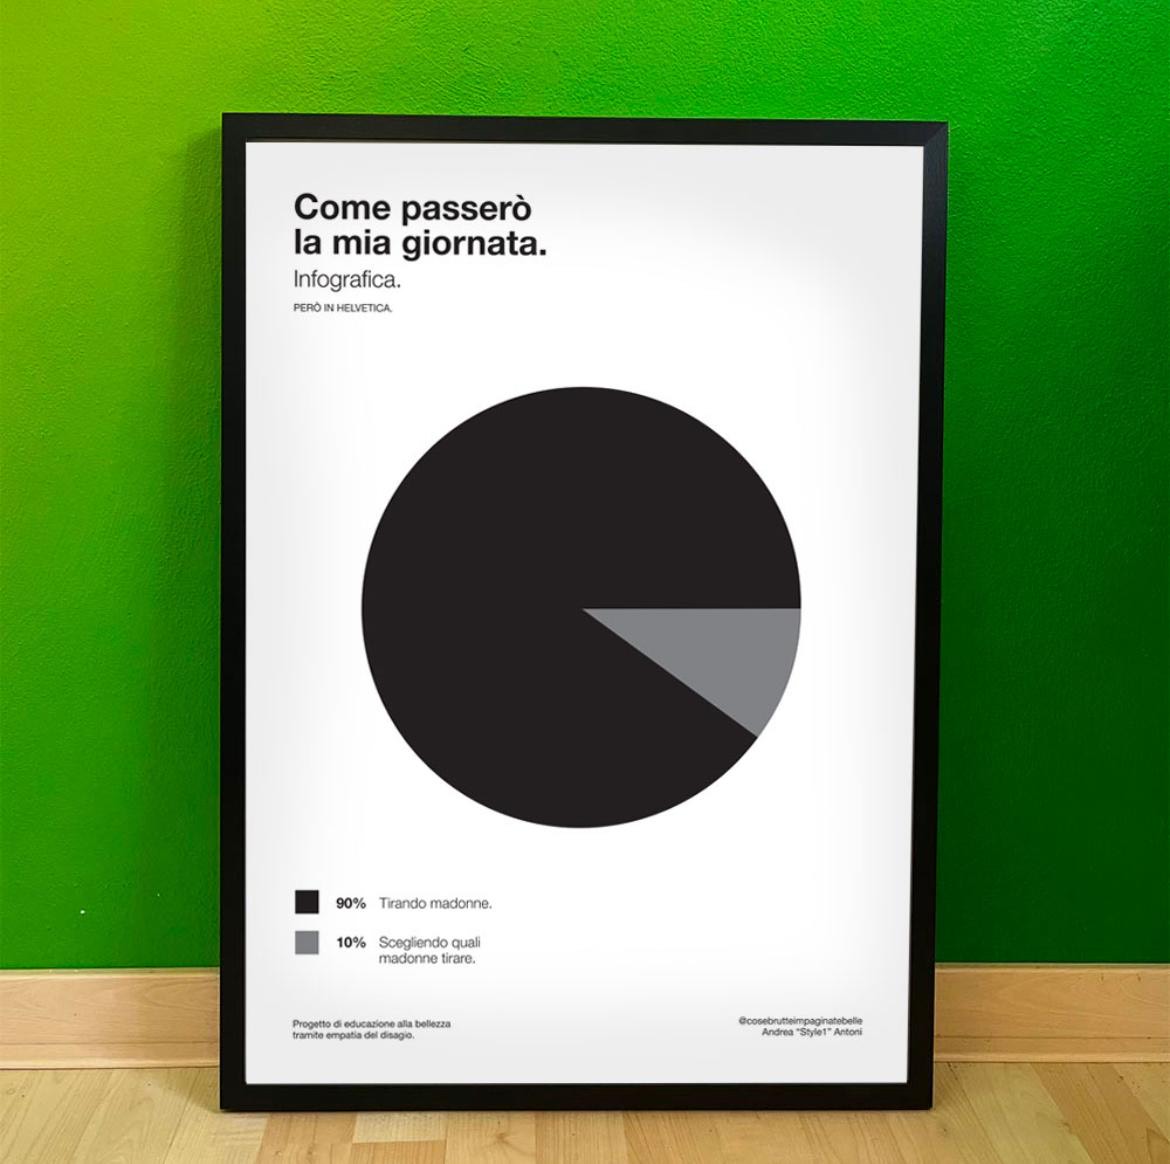 Come passerò
la mia giornata.
Infografica.
PERÒ IN HELVETICA.
90% Tirando madonne.
10% Scegliendo quali
madonne tirare.
Progetto di educazione alla bellezza
tramite empatia del disagio.
@cosebrutteimpaginatebelle
Andrea "Style1" Antoni